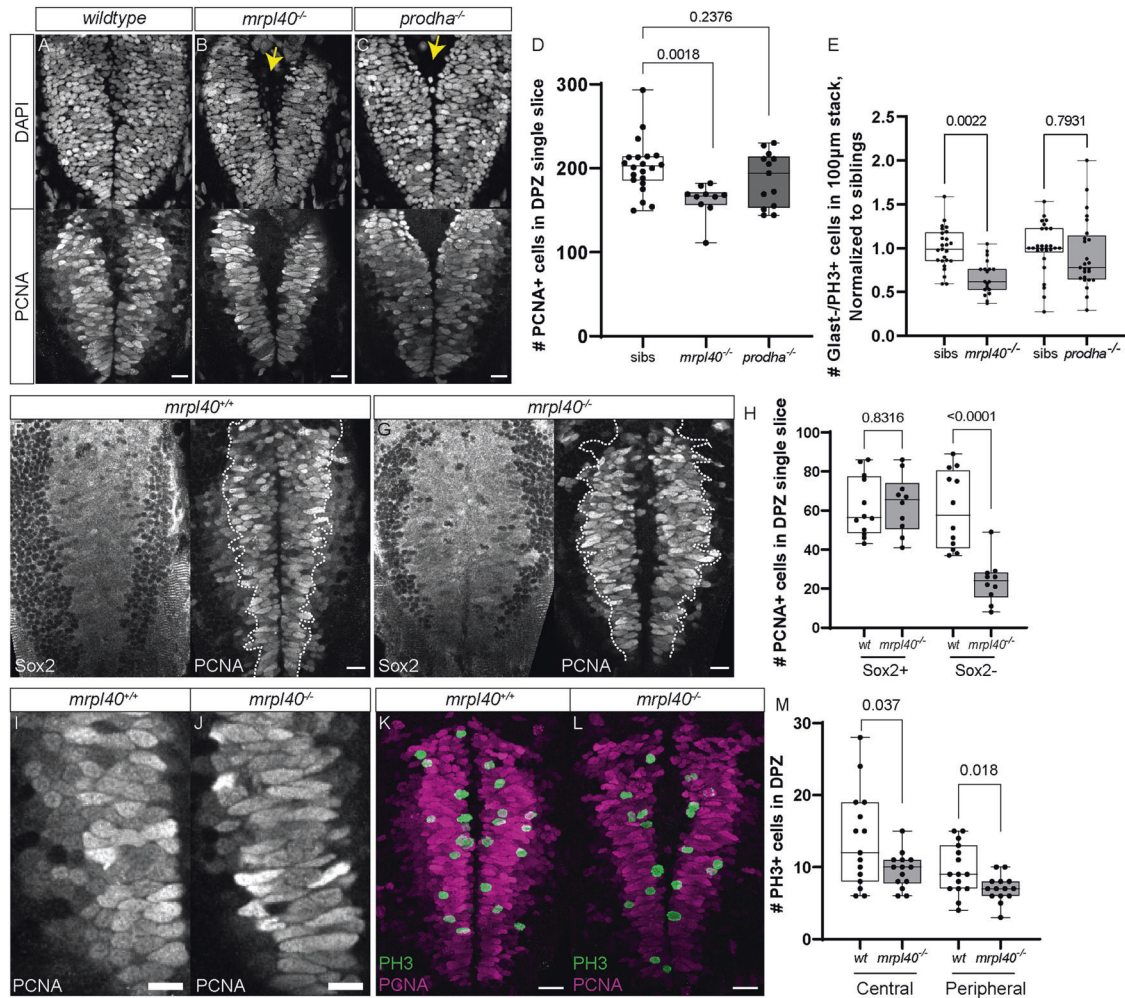 wildtype
mrpl40-/-
prodha-/-
DAPI
PCNA
A
B
C
D
# PCNA+ cells in DPZ single slice
0.2376
0.0018
300
200
100
0
sibs
mrpl40-/-
prodha-/-
E
# Glast-/PH3+ cells in 100µm stack,
Normalized to siblings
0.0022
0.7931
2.5
2.0
1.5
1.0
0.5
0.0
sibs mrpl40-/-
sibs prodha-/-
mrpl40+/+
mrpl40-/-
F
Sox2
PCNA
G
Sox2
PCNA
H
# PCNA+ cells in DPZ single slice
0.8316
<0.0001
100
80
60
40
20
0
wt mrpl40-/-
wt mrpl40-/-
Sox2+
Sox2-
mrpl40+/+
mrpl40-/-
I
PCNA
J
PCNA
mrpl40+/+
mrpl40-/-
K
PH3
PCNA
L
PH3
PCNA
M
# PH3+ cells in DPZ
0.037
0.018
30
20
10
0
wt mrpl40-/-
wt mrpl40-/-
Central
Peripheral